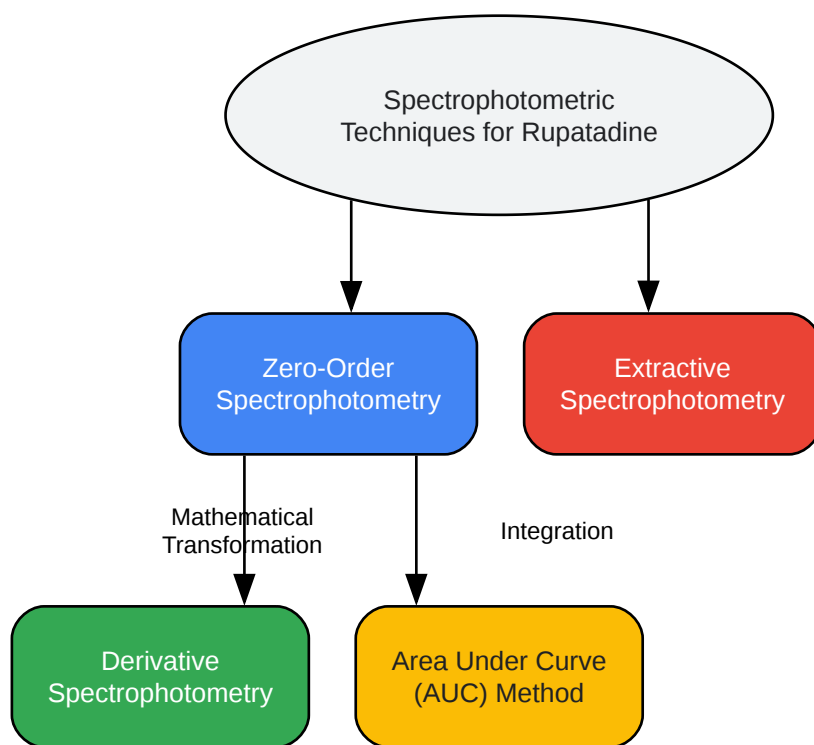 Spectrophotometric
Techniques for Rupatadine
Zero-Order
Spectrophotometry
Extractive
Spectrophotometry
Mathematical
Transformation
Integration
Derivative
Spectrophotometry
Area Under Curve
(AUC) Method